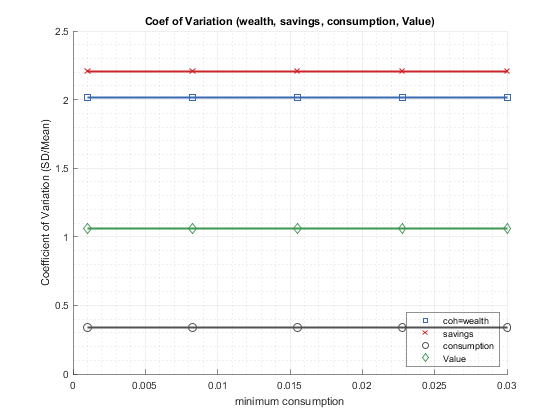 Coef of Variation (wealth, savings, consumption, Value)
Coefficient of Variation (SD/Mean)
2.5
2
1.5
1
0.5
0
0 0.005 0.01 0.015 0.02 0.025 0.03
minimum consumption
coh=wealth
savings
consumption
Value